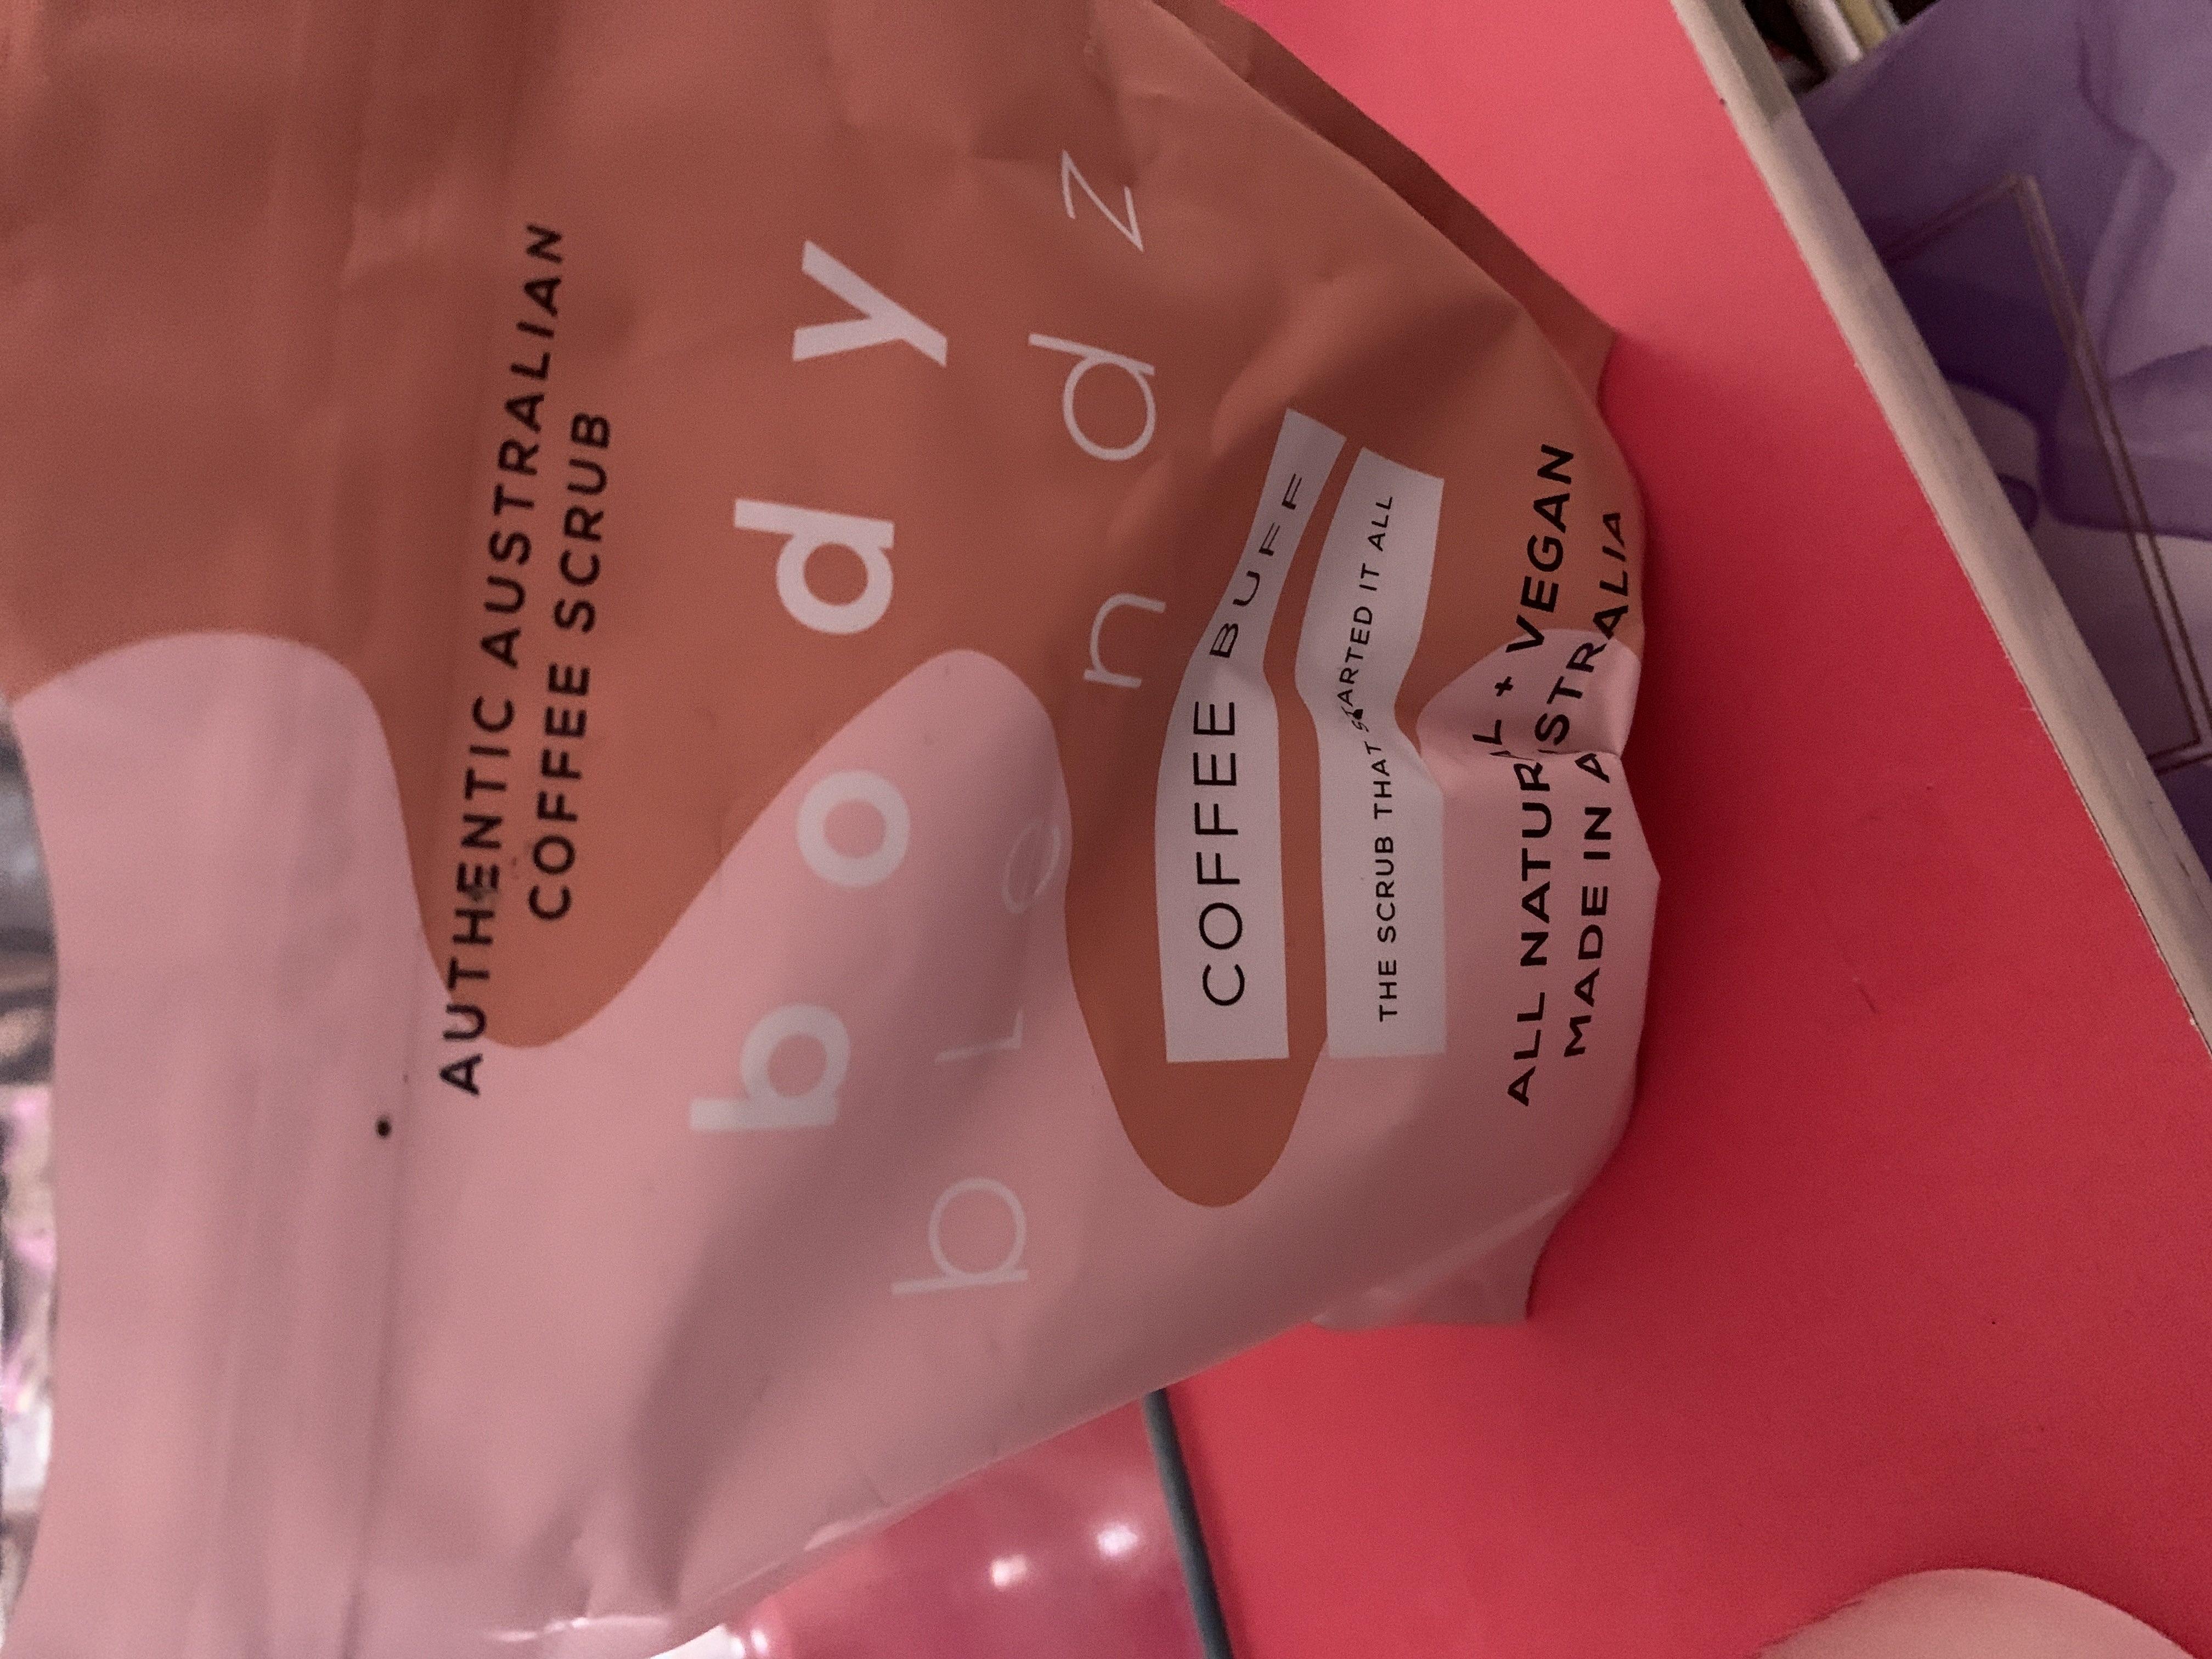 AUTHENTIC AUSTRALIAN
COFFEE SCRUB
body
blendz
COFFEE BUFF
THE SCRUB THAT STARTED IT ALL
ALL NATURAL + VEGAN
MADE IN AUSTRALIA